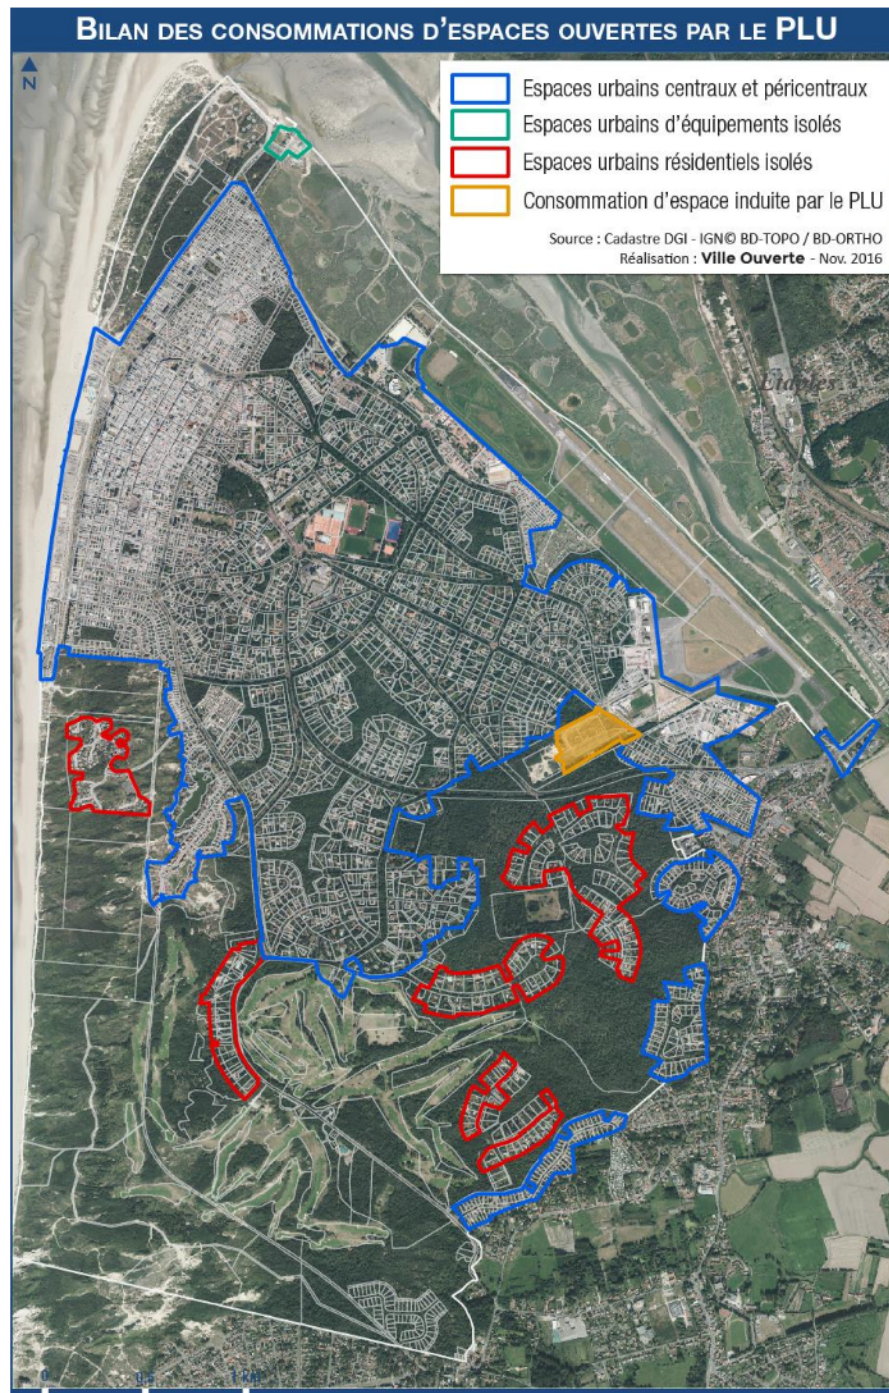 BILAN DES CONSOMMATIONS D'ESPACES OUVERTES PAR LE PLU
N
Espaces urbains centraux et péricentraux
Espaces urbains d'équipements isolés
Espaces urbains résidentiels isolés
Consommation d'espace induite par le PLU
Source : Cadastre DGI - IGN© BD-TOPO / BD-ORTHO
Réalisation : Ville Ouverte - Nov. 2016
Etaples
0 0,5 1 km